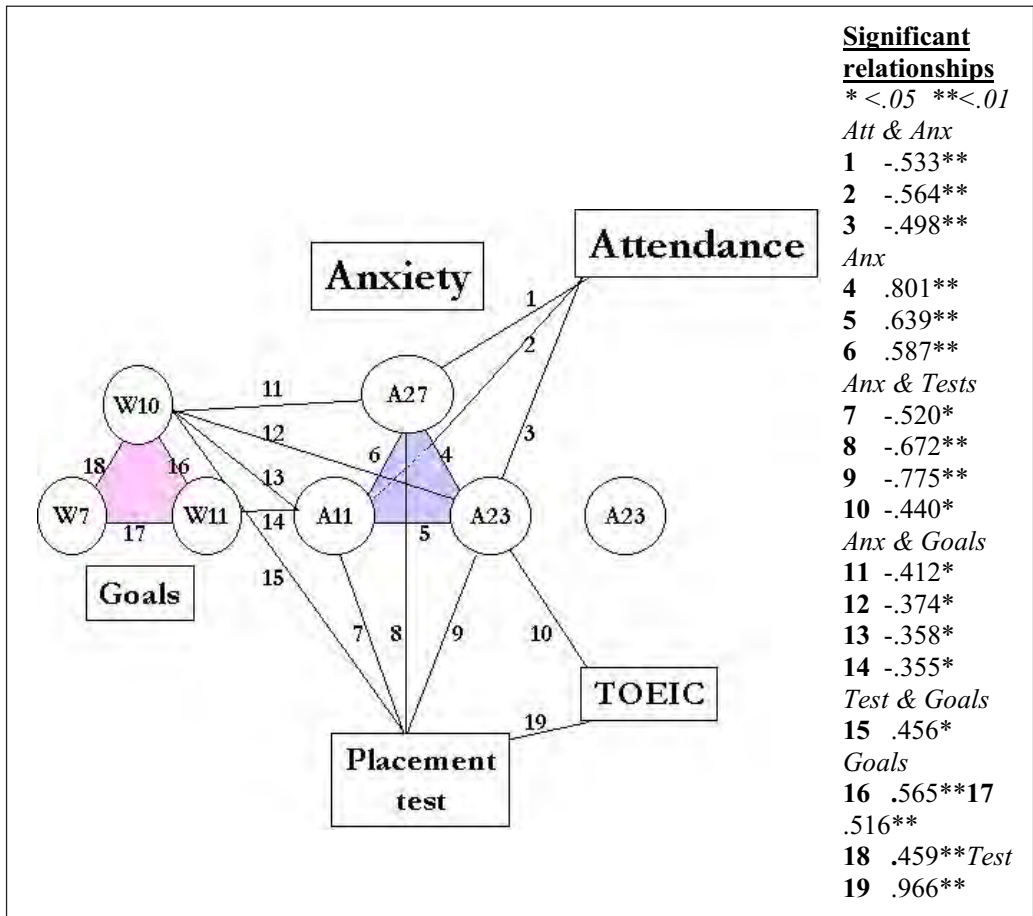 Attendance
Anxiety
1
2
11
A27
W10
12
3
6
4
18
16
13
W7
W11
14
A11
A23
A23
17
5
15
Goals
7
8
9
10
TOEIC
19
Placement
test
Significant
relationships
* <.05 **<.01
Att & Anx
1 -.533**
2 -.564**
3 -.498**
Anx
4 .801**
5 .639**
6 .587**
Anx & Tests
7 -.520*
8 -.672**
9 -.775**
10 -.440*
Anx & Goals
11 -.412*
12 -.374*
13 -.358*
14 -.355*
Test & Goals
15 .456*
Goals
16 .565**17
.516**
18 .459**Test
19 .966**